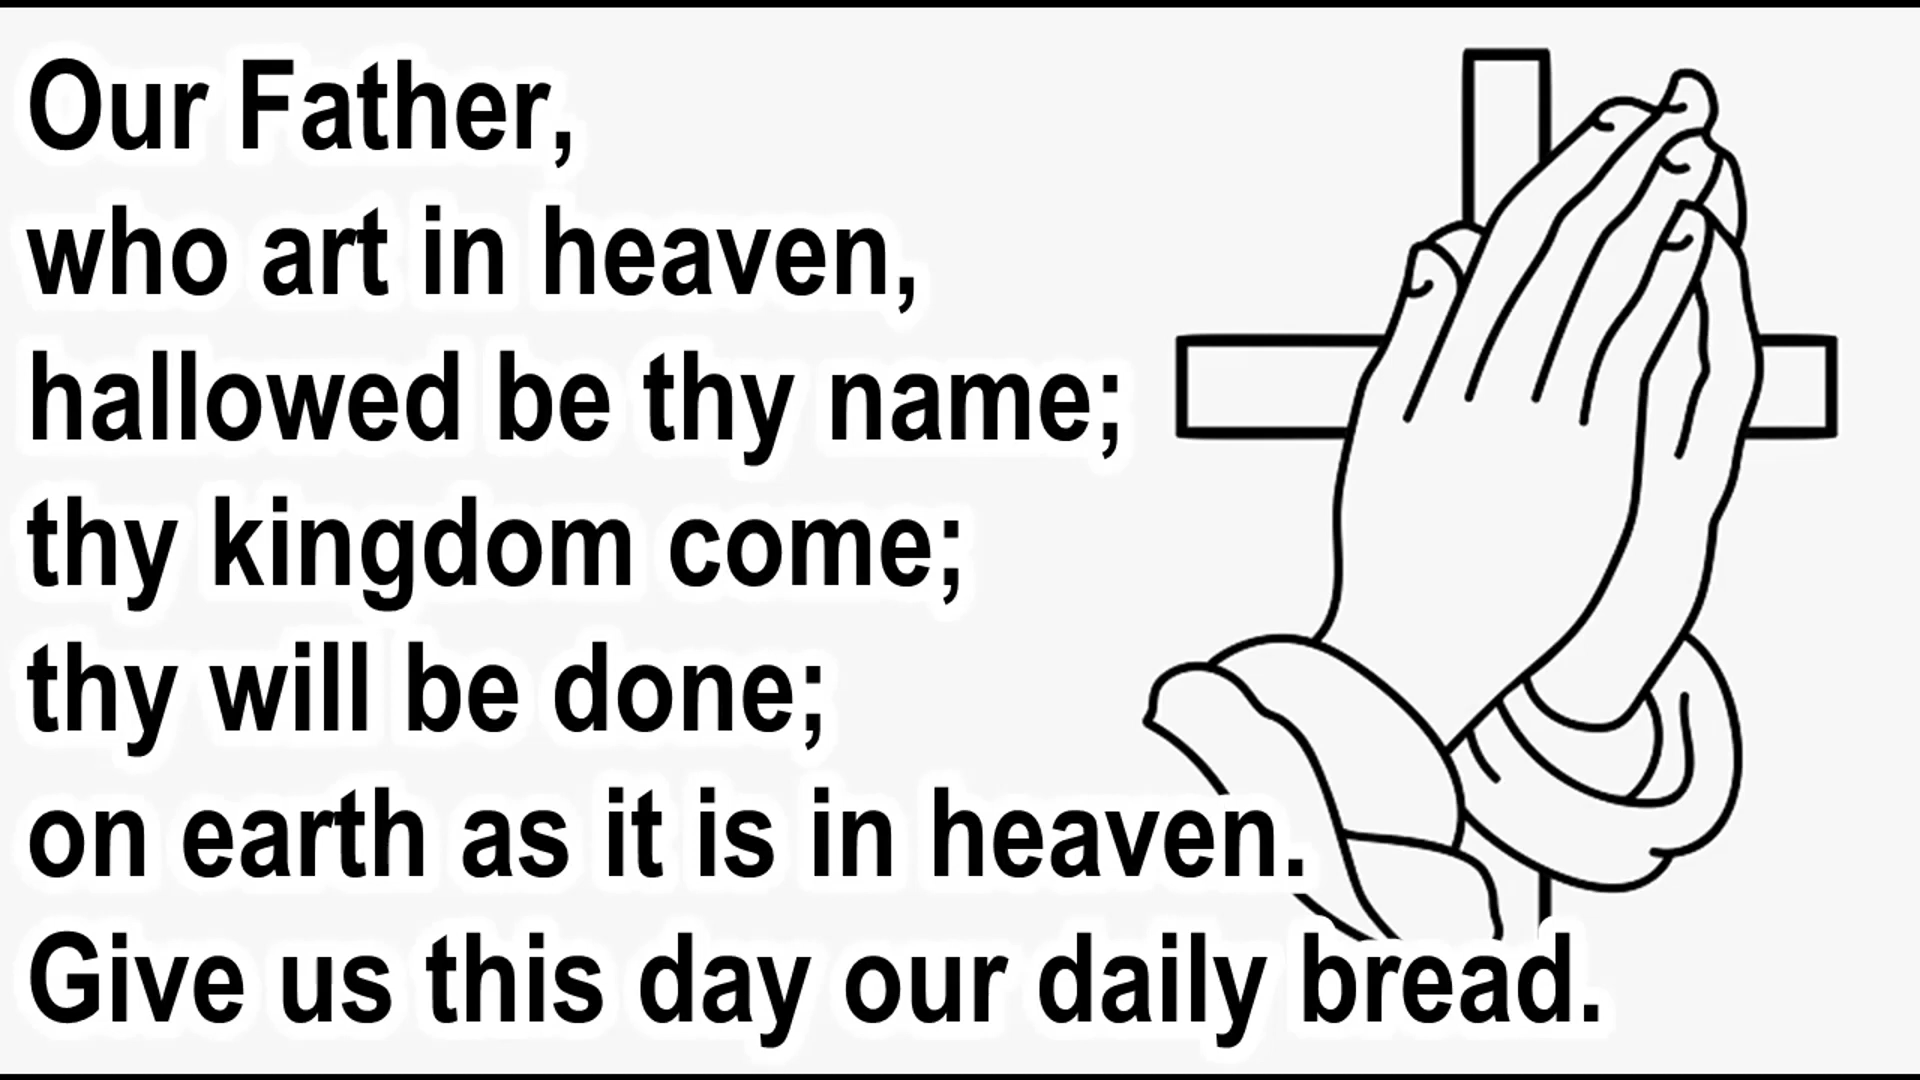 Our Father,
who art in heaven,
hallowed be thy name;
thy kingdom come;
thy will be done;
on earth as it is in heaven.
Give us this day our daily bread.